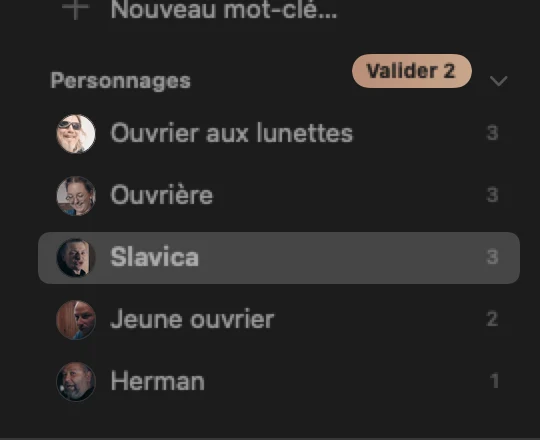 Nouveau mot-clé...
Personnages
Valider 2
Ouvrier aux lunettes 3
Ouvrière 3
Slavica 3
Jeune ouvrier 2
Herman 1